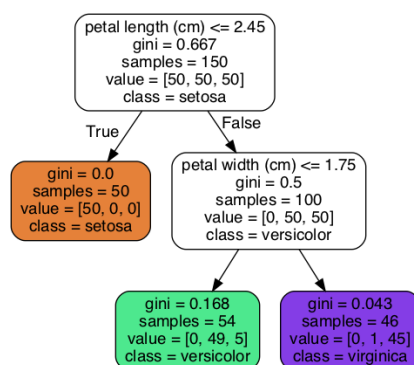 petal length (cm) <= 2.45
gini = 0.667
samples = 150
value = [50, 50, 50]
class = setosa
True
False
gini = 0.0
samples = 50
value = [50, 0, 0]
class = setosa
petal width (cm) <= 1.75
gini = 0.5
samples = 100
value = [0, 50, 50]
class = versicolor
gini = 0.168
samples = 54
value = [0, 49, 5]
class = versicolor
gini = 0.043
samples = 46
value = [0, 1, 45]
class = virginica